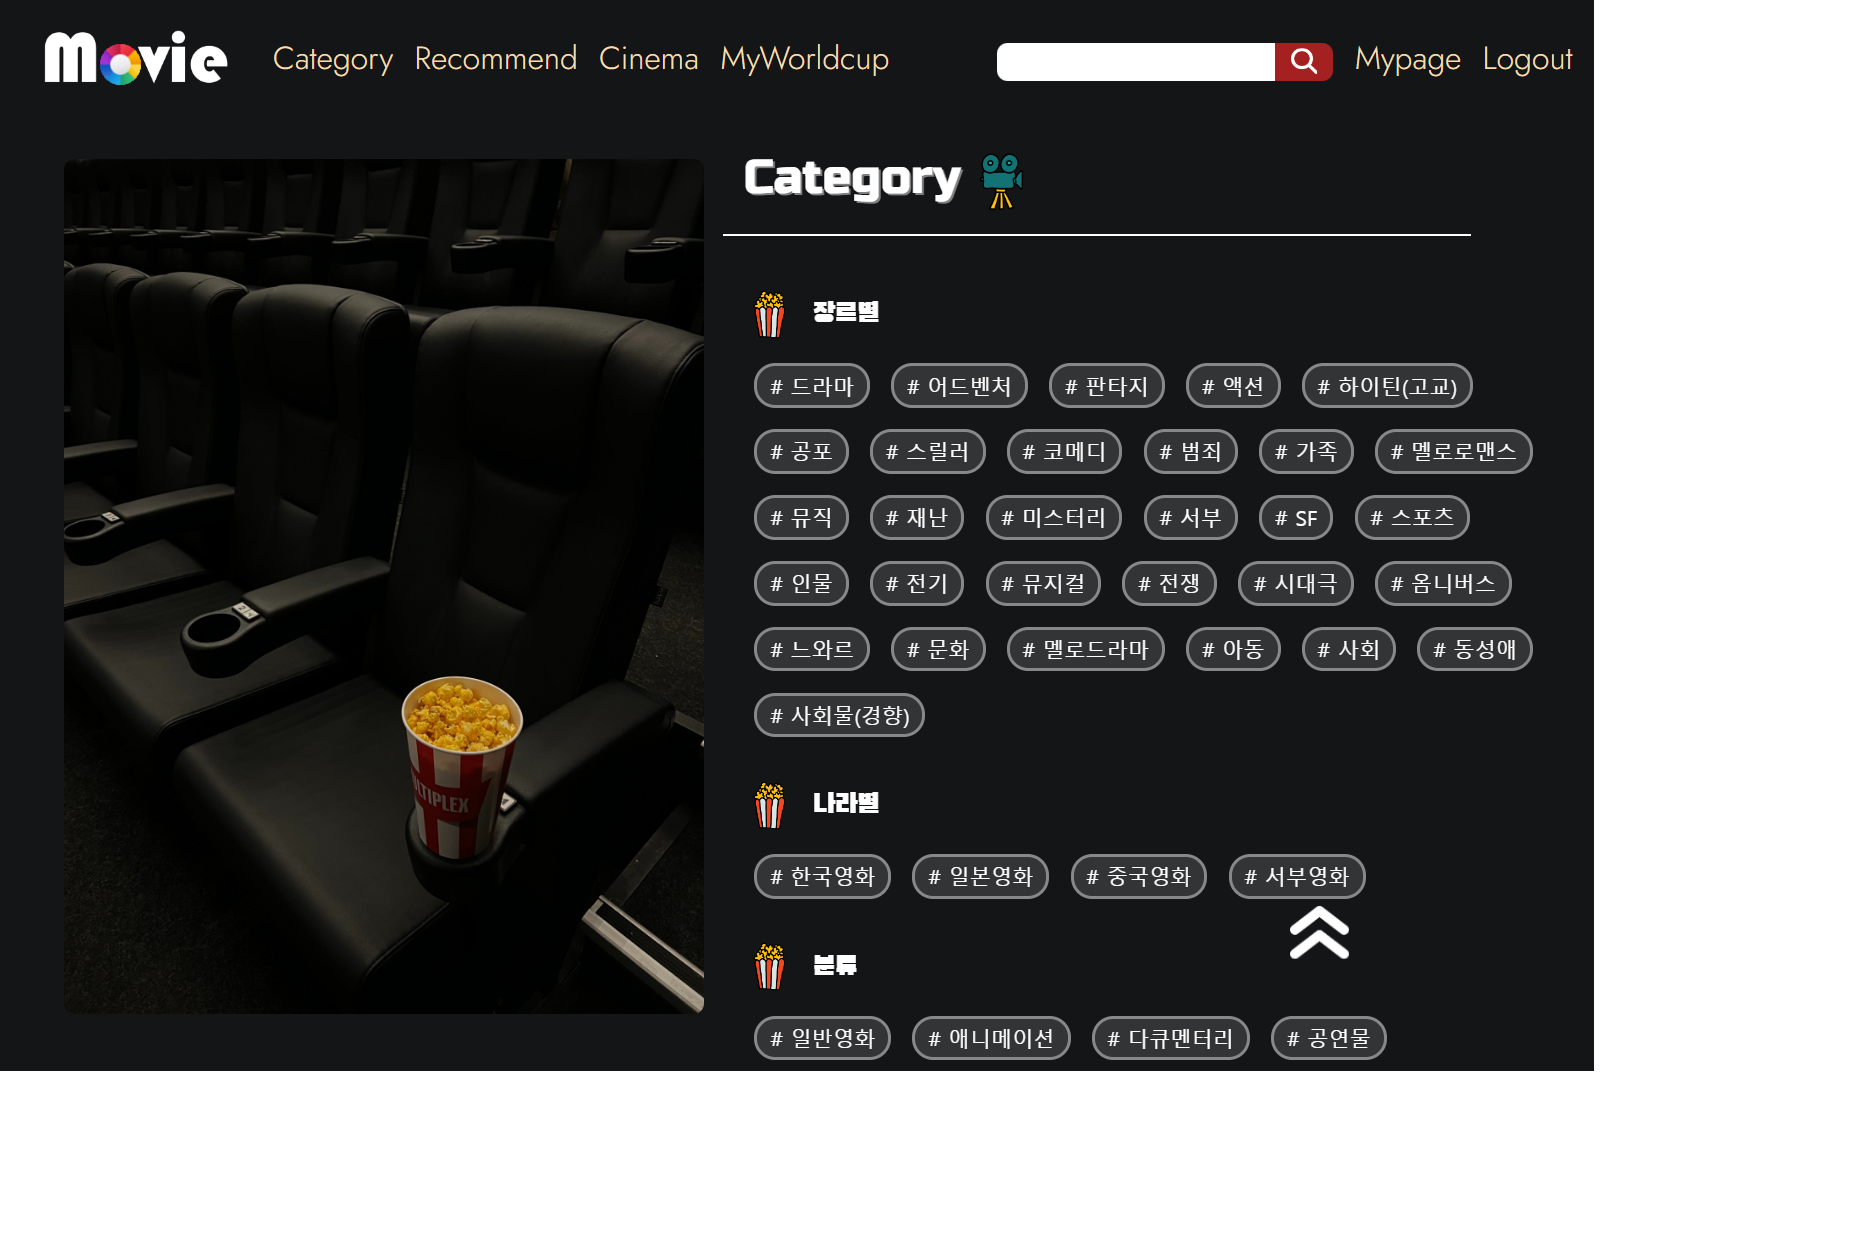 Movie Category Recommend Cinema MyWorldcup Mypage Logout
Category
장르별
# 드라마 # 어드벤처 # 판타지 # 액션 # 하이틴(고교)
# 공포 # 스릴러 # 코메디 # 범죄 # 가족 # 멜로로맨스
# 뮤직 # 재난 # 미스터리 # 서부 # SF # 스포츠
# 인물 # 전기 # 뮤지컬 # 전쟁 # 시대극 # 옴니버스
# 느와르 # 문화 # 멜로드라마 # 아동 # 사회 # 동성애
# 사회물(경향)
나라별
# 한국영화 # 일본영화 # 중국영화 # 서부영화
분류
# 일반영화 # 애니메이션 # 다큐멘터리 # 공연물